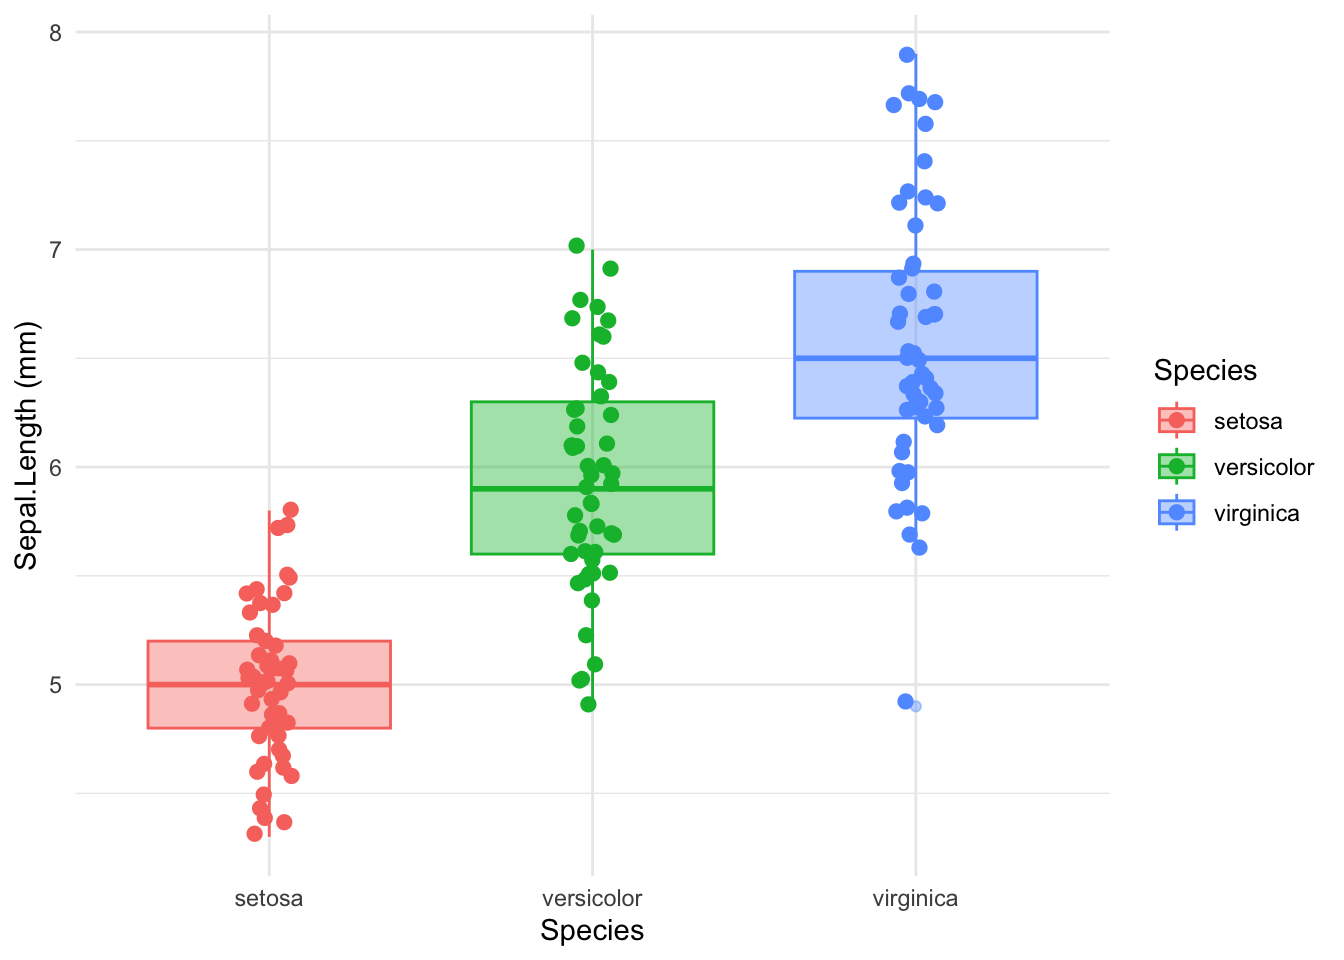 8
7
6
5
Sepal.Length (mm)
setosa
versicolor
virginica
Species
Species
setosa
versicolor
virginica